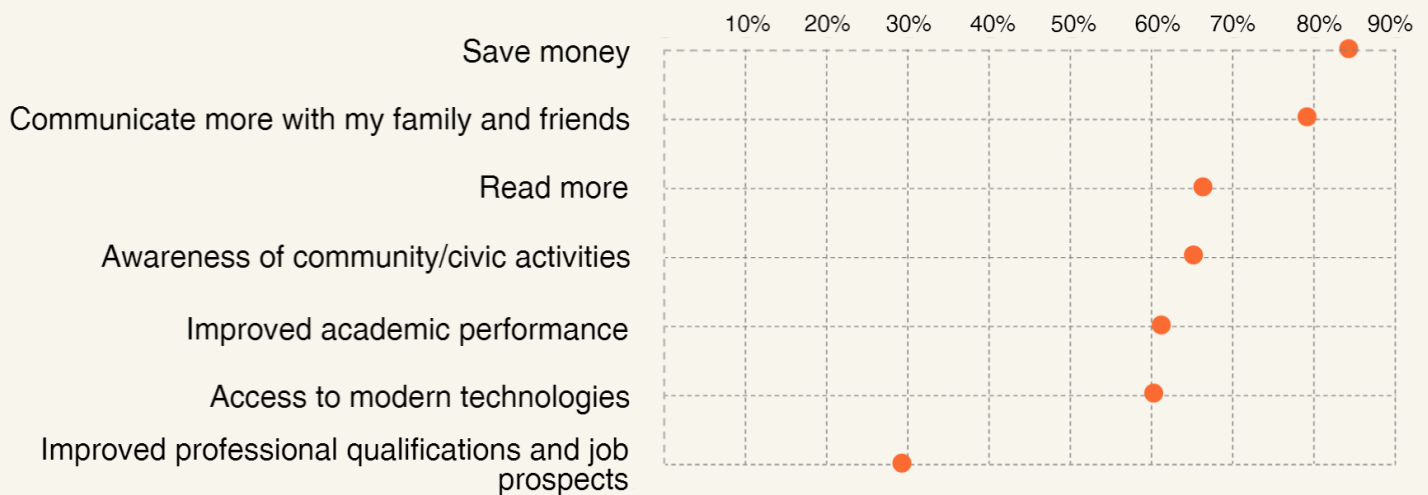 10% 20% 30% 40% 50% 60% 70% 80% 90%
Save money
Communicate more with my family and friends
Read more
Awareness of community/civic activities
Improved academic performance
Access to modern technologies
Improved professional qualifications and job
prospects